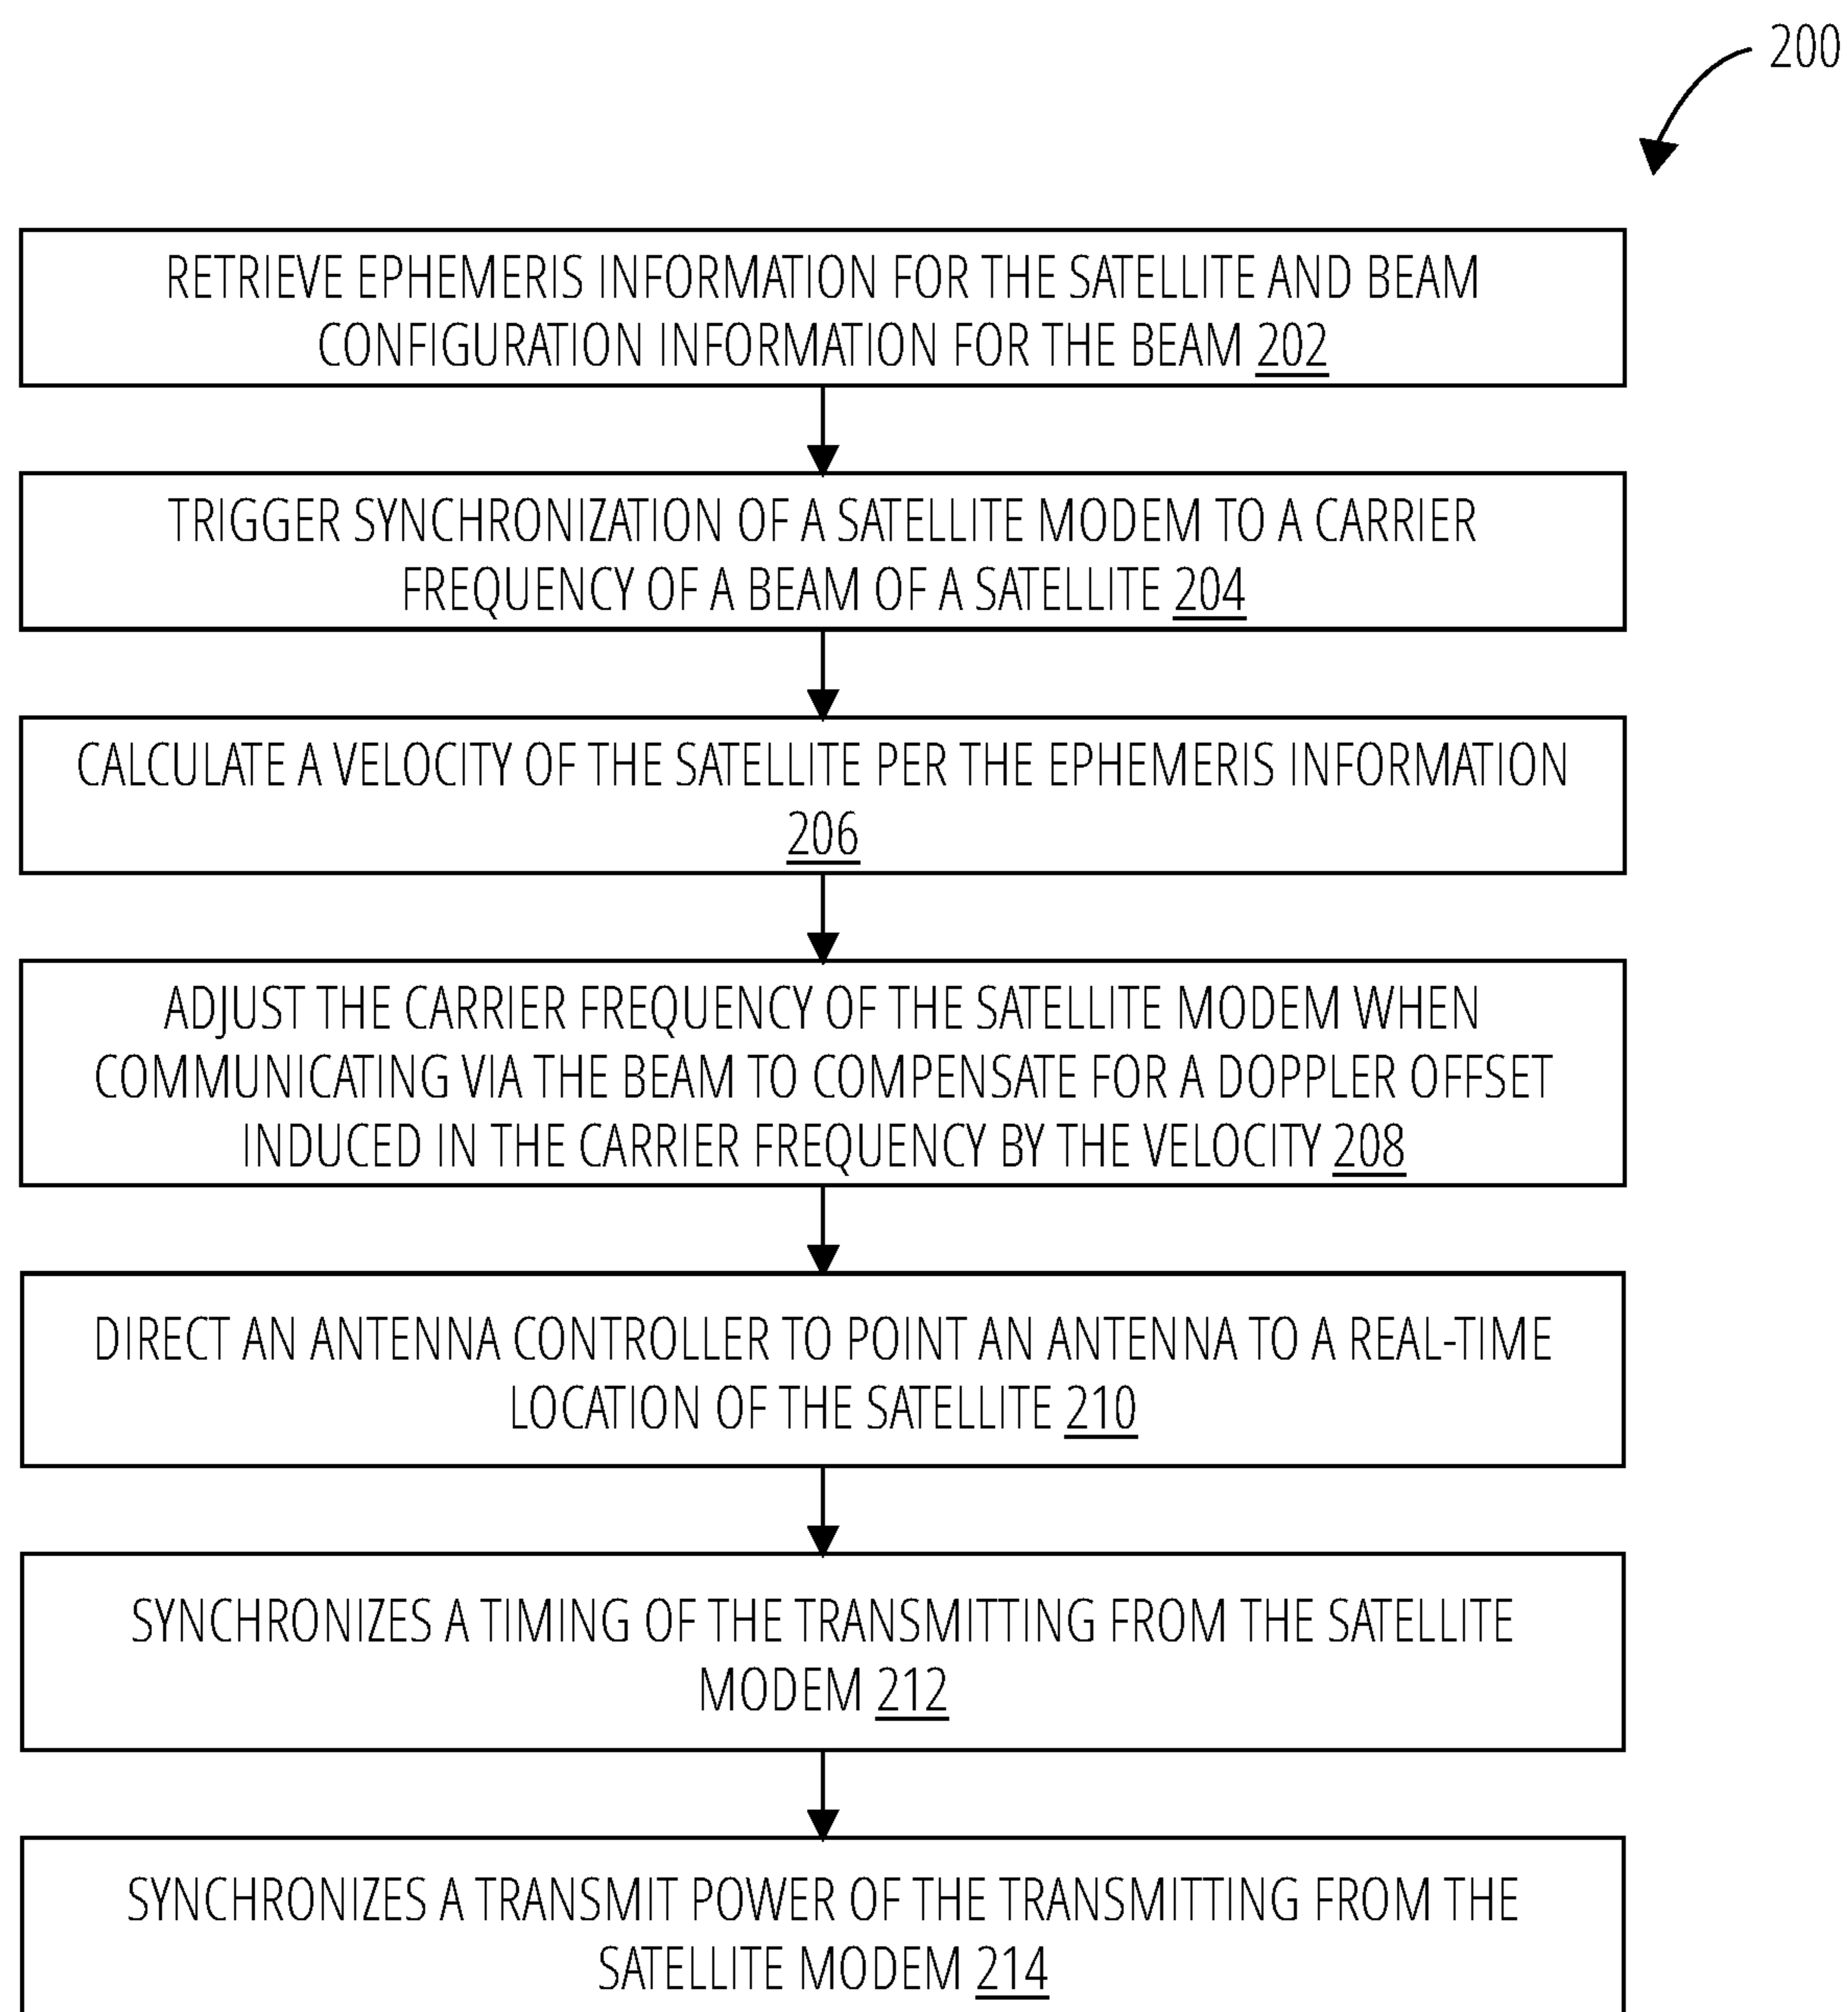 200
RETRIEVE EPHEMERIS INFORMATION FOR THE SATELLITE AND BEAM
CONFIGURATION INFORMATION FOR THE BEAM 202
TRIGGER SYNCHRONIZATION OF A SATELLITE MODEM TO A CARRIER
FREQUENCY OF A BEAM OF A SATELLITE 204
CALCULATE A VELOCITY OF THE SATELLITE PER THE EPHEMERIS INFORMATION
206
ADJUST THE CARRIER FREQUENCY OF THE SATELLITE MODEM WHEN
COMMUNICATING VIA THE BEAM TO COMPENSATE FOR A DOPPLER OFFSET
INDUCED IN THE CARRIER FREQUENCY BY THE VELOCITY 208
DIRECT AN ANTENNA CONTROLLER TO POINT AN ANTENNA TO A REAL-TIME
LOCATION OF THE SATELLITE 210
SYNCHRONIZES A TIMING OF THE TRANSMITTING FROM THE SATELLITE
MODEM 212
SYNCHRONIZES A TRANSMIT POWER OF THE TRANSMITTING FROM THE
SATELLITE MODEM 214